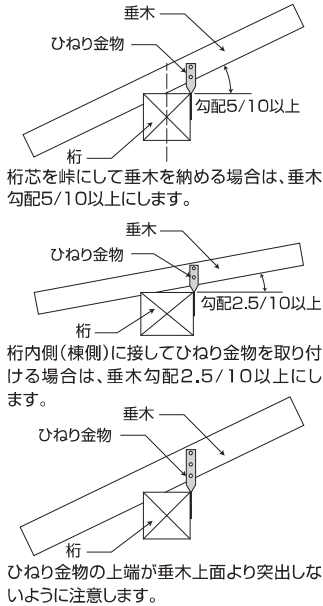 垂木
ひねり金物
勾配5/10以上
桁
桁芯を峠にして垂木を納める場合は、垂木
勾配5/10以上にします。
垂木
ひねり金物
勾配2.5/10以上
桁
桁内側(棟側)に接してひねり金物を取り付
ける場合は、垂木勾配2.5/10以上にし
ます。
垂木
ひねり金物
桁
ひねり金物の上端が垂木上面より突出しな
いように注意します。